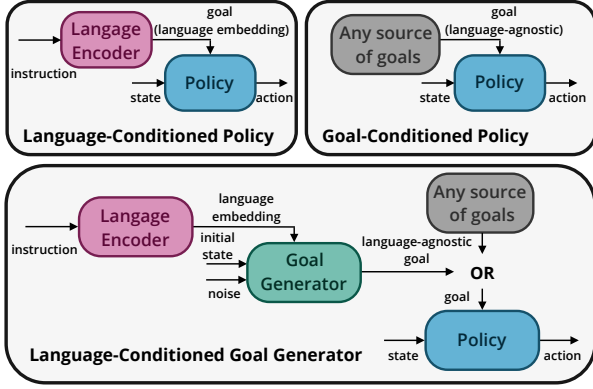 goal
(language embedding)
Langage
Encoder
instruction
Policy
state
action
Language-Conditioned Policy
goal
(language-agnostic)
Any source
of goals
Policy
state
action
Goal-Conditioned Policy
Any source
of goals
language
embedding
Langage
Encoder
instruction
initial
state
noise
Goal
Generator
language-agnostic
goal
OR
goal
Policy
state
action
Language-Conditioned Goal Generator